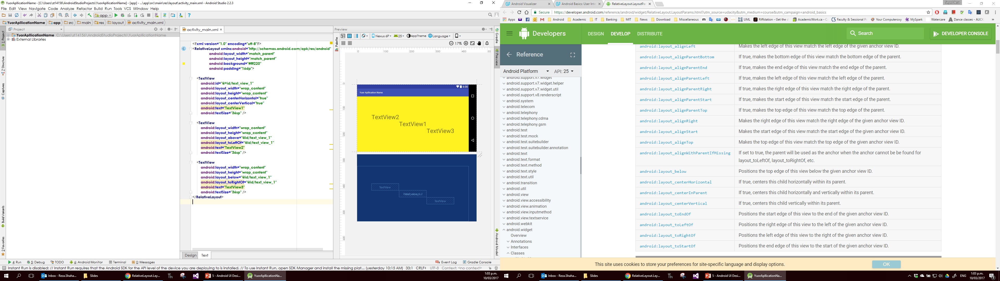 YuorApllicationName - [C:\Users\st14156\AndroidStudioProjects\YuorApllicationName] - [app] - ...\app\src\main\res\layout\activity_main.xml - Android Studio 2.2.3
File Edit View Navigate Code Analyze Refactor Build Run Tools VCS Window Help
app
YuorApllicationName app src main res layout activity_main.xml
Project
YuorApllicationName C:\Users\st14156\AndroidStudioProjects\YuorApllicationName
External Libraries
1: Project
7: Structure
Captures
Build Variants
2: Favorites
activity_main.xml
<?xml version="1.0" encoding="utf-8"?>
<RelativeLayout xmlns:android="http://schemas.android.com/apk/res/android"
android:layout_width="match_parent"
android:layout_height="match_parent"
android:background="#fff220"
android:padding="16dp">
<TextView
android:id="@+id/text_view_1"
android:layout_width="wrap_content"
android:layout_height="wrap_content"
android:layout_centerHorizontal="true"
android:layout_centerVertical="true"
android:text="TextView1"
android:textSize="36sp" />
<TextView
android:layout_width="wrap_content"
android:layout_height="wrap_content"
android:layout_above="@id/text_view_1"
android:layout_toLeftOf="@id/text_view_1"
android:text="TextView2"
android:textSize="36sp" />
<TextView
android:layout_width="wrap_content"
android:layout_height="wrap_content"
android:layout_below="@id/text_view_1"
android:layout_toRightOf="@id/text_view_1"
android:text="TextView3"
android:textSize="36sp" />
</RelativeLayout>
Design Text
Preview
Palette
Nexus 6P 25 AppTheme Language
17%
0 100 200 300 400 50
0
100
200
300
400
500
600
6:00
Yuor Apllication Name
TextView2
TextView1
TextView3
TextView
TextView
Gradle
Preview
Android Model
4: Run 5: Debug TODO 6: Android Monitor Terminal 0: Messages Event Log Gradle Console
Instant Run is disabled: // Instant Run requires that the Android SDK for the API level of the device you are deploying to is installed. // To use Instant Run, open SDK Manager and install the missing plat... (yesterday 10:15 AM) 33:1 CRLF UTF-8 Context: <no context>
Inbox - Reza.Shaha... Slides RelativeLayout.Lay... 5 - Android UI Desi... YuorApllicationNa... 1:03 p.m.
10/03/2017
Android Visualizer Android Basics: User Inte RelativeLayout.LayoutPar Seyed Reza
Secure https://developer.android.com/reference/android/widget/RelativeLayout.LayoutParams.html?utm_source=udacity&utm_medium=course&utm_campaign=android_basics
Apps Android Academic IT Banking MIT News Download Miscellaneous UML Riffstation - Get the cl AcademicWork.ca - C Faculty & Sessional P Your Computeroxy MySpark Watercare Dance classes - AUCK
Developers DESIGN DEVELOP DISTRIBUTE Search DEVELOPER CONSOLE
Reference
Android Platform API: 25
android.support.v7.widget
android.support.v7.widget.helper
android.support.v7.widget.util
android.support.v8.renderscript
android.system
android.telecom
android.telephony
android.telephony.cdma
android.telephony.gsm
android.test
android.test.mock
android.test.suitebuilder
android.test.suitebuilder.annotation
android.text
android.text.format
android.text.method
android.text.style
android.text.util
android.transition
android.util
android.view
android.view.accessibility
android.view.animation
android.view.inputmethod
android.view.textservice
android.webkit
android.widget
Overview
Annotations
Interfaces
Classes
android:layout_alignLeft Makes the left edge of this view match the left edge of the given anchor view ID.
android:layout_alignParentBottom If true, makes the bottom edge of this view match the bottom edge of the parent.
android:layout_alignParentEnd If true, makes the end edge of this view match the end edge of the parent.
android:layout_alignParentLeft If true, makes the left edge of this view match the left edge of the parent.
android:layout_alignParentRight If true, makes the right edge of this view match the right edge of the parent.
android:layout_alignParentStart If true, makes the start edge of this view match the start edge of the parent.
android:layout_alignParentTop If true, makes the top edge of this view match the top edge of the parent.
android:layout_alignRight Makes the right edge of this view match the right edge of the given anchor view ID.
android:layout_alignStart Makes the start edge of this view match the start edge of the given anchor view ID.
android:layout_alignTop Makes the top edge of this view match the top edge of the given anchor view ID.
android:layout_alignWithParentIfMissing If set to true, the parent will be used as the anchor when the anchor cannot be be found for
layout_toLeftOf, layout_toRightOf, etc.
android:layout_below Positions the top edge of this view below the given anchor view ID.
android:layout_centerHorizontal If true, centers this child horizontally within its parent.
android:layout_centerInParent If true, centers this child horizontally and vertically within its parent.
android:layout_centerVertical If true, centers this child vertically within its parent.
android:layout_toEndOf Positions the start edge of this view to the end of the given anchor view ID.
android:layout_toLeftOf Positions the right edge of this view to the left of the given anchor view ID.
android:layout_toRightOf Positions the left edge of this view to the right of the given anchor view ID.
android:layout_toStartOf Positions the end edge of this view to the start of the given anchor view ID.
This site uses cookies to store your preferences for site-specific language and display options. OK
Inbox - Reza.Shaha... Slides RelativeLayout.Lay... 5 - Android UI Desi... YuorApllicationNa... ENG 1:03 p.m.
10/03/2017